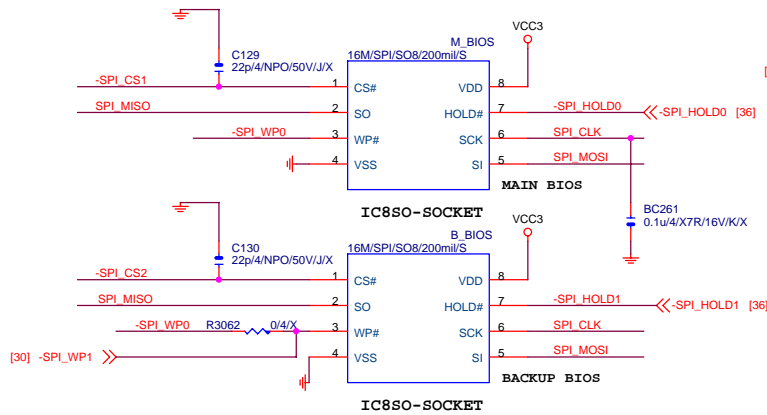 VCC3
M_BIOS
C129
22p/4/NPO/50V/J/X
16M/SPI/SO8/200mil/S
[
-SPI_CS1 1 CS# VDD 8
SPI_MISO 2 SO HOLD# 7 -SPI_HOLD0 -SPI_HOLD0 [36]
-SPI_WP0 3 WP# SCK 6 SPI_CLK
4 VSS SI 5 SPI_MOSI
MAIN BIOS
IC8SO-SOCKET
BC261
0.1u/4/X7R/16V/K/X
VCC3
B_BIOS
C130
22p/4/NPO/50V/J/X
16M/SPI/SO8/200mil/S
-SPI_CS2 1 CS# VDD 8
SPI_MISO 2 SO HOLD# 7 -SPI_HOLD1 -SPI_HOLD1 [36]
-SPI_WP0 R3062 0/4/X 3 WP# SCK 6 SPI_CLK
[30] -SPI_WP1 4 VSS SI 5 SPI_MOSI
BACKUP BIOS
IC8SO-SOCKET